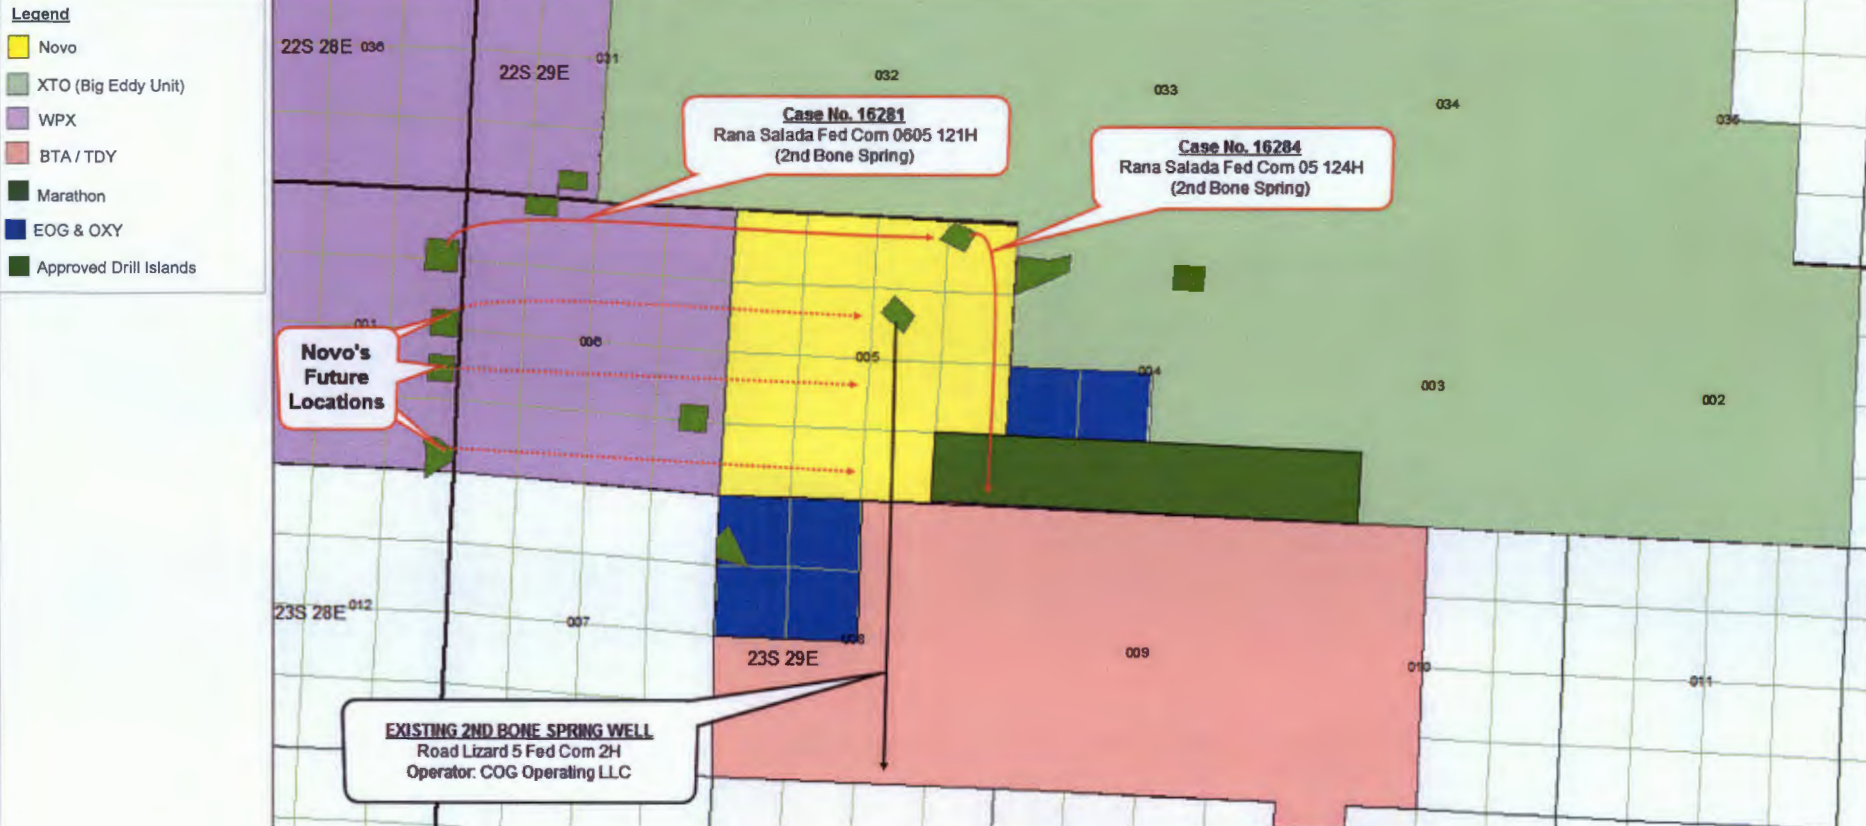 Legend
Novo
XTO (Big Eddy Unit)
WPX
BTA / TDY
Marathon
EOG & OXY
Approved Drill Islands
22S 28E 036
22S 29E
031
032
033
034
035
Case No. 16281
Rana Salada Fed Com 0605 121H
(2nd Bone Spring)
Case No. 16284
Rana Salada Fed Com 05 124H
(2nd Bone Spring)
001
006
005
004
003
002
Novo's
Future
Locations
23S 28E 012
007
008
23S 29E
009
010
011
EXISTING 2ND BONE SPRING WELL
Road Lizard 5 Fed Com 2H
Operator: COG Operating LLC